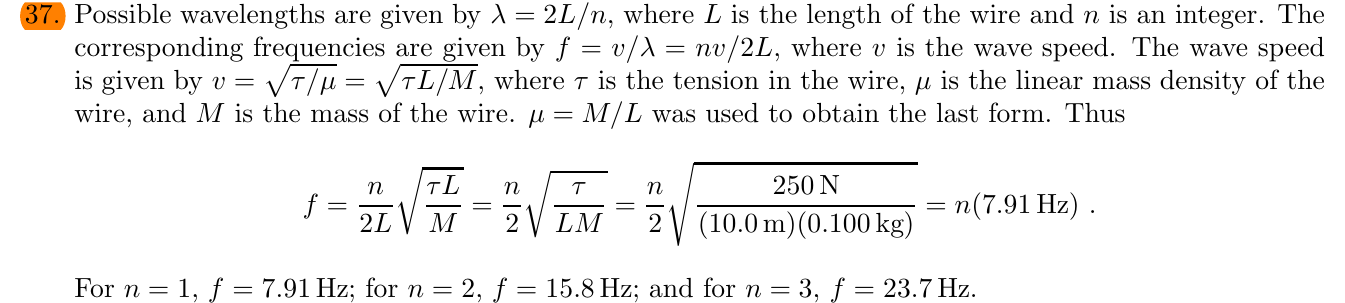 37. Possible wavelengths are given by λ = 2L/n, where L is the length of the wire and n is an integer. The
corresponding frequencies are given by f = v/λ = nv/2L, where v is the wave speed. The wave speed
is given by v = √(τ/μ) = √(τL/M), where τ is the tension in the wire, μ is the linear mass density of the
wire, and M is the mass of the wire. μ = M/L was used to obtain the last form. Thus
f = n/2L √(τL/M) = n/2 √(τ/LM) = n/2 √(250 N/(10.0 m)(0.100 kg)) = n(7.91 Hz) .
For n = 1, f = 7.91 Hz; for n = 2, f = 15.8 Hz; and for n = 3, f = 23.7 Hz.